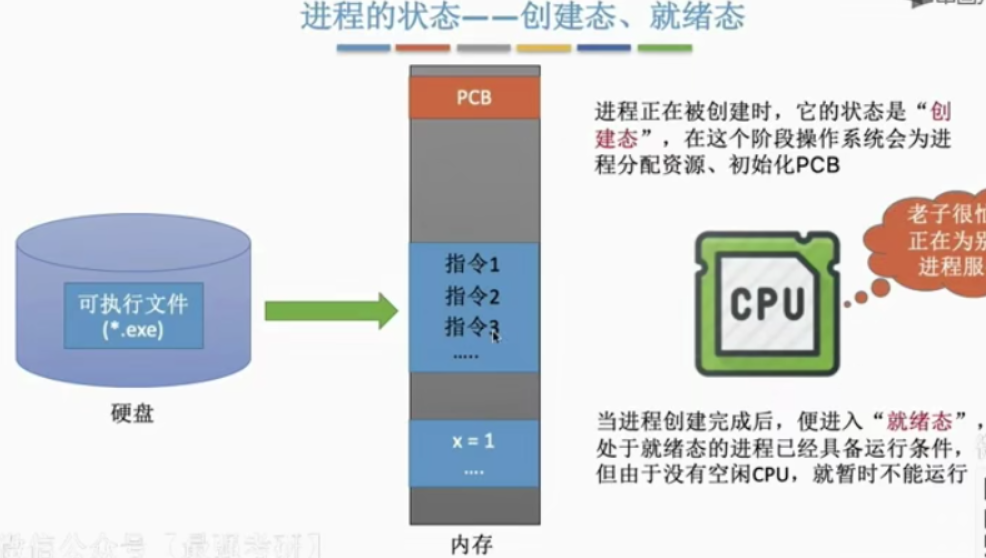 进程的状态——创建态、就绪态
PCB
进程正在被创建时，它的状态是“创
建态”，在这个阶段操作系统会为进
程分配资源、初始化PCB
老子很忙
正在为别
进程服
指令1
指令2
指令3
.....
可执行文件
(*.exe)
CPU
硬盘
x = 1
....
当进程创建完成后，便进入“就绪态”，
处于就绪态的进程已经具备运行条件，
但由于没有空闲CPU，就暂时不能运行
内存